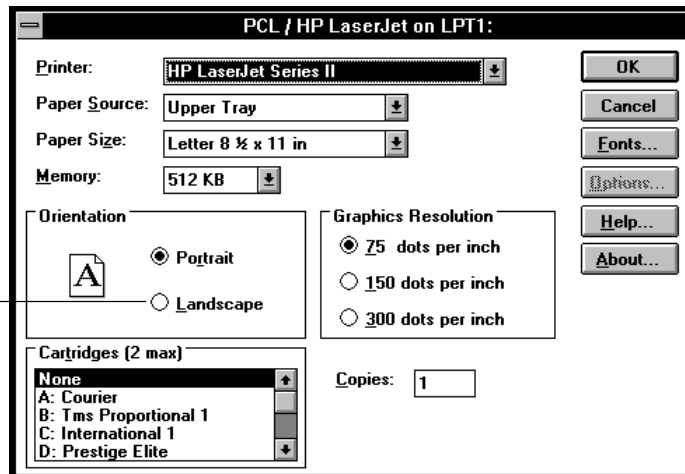 PCL / HP LaserJet on LPT1:
Printer: HP LaserJet Series II
OK
Paper Source: Upper Tray
Cancel
Paper Size: Letter 8 ½ x 11 in
Fonts...
Memory: 512 KB
Options...
Orientation
Graphics Resolution
Help...
A
Portrait
75 dots per inch
About...
Landscape
150 dots per inch
300 dots per inch
Cartridges (2 max)
None
A: Courier
B: Tms Proportional 1
C: International 1
D: Prestige Elite
Copies: 1